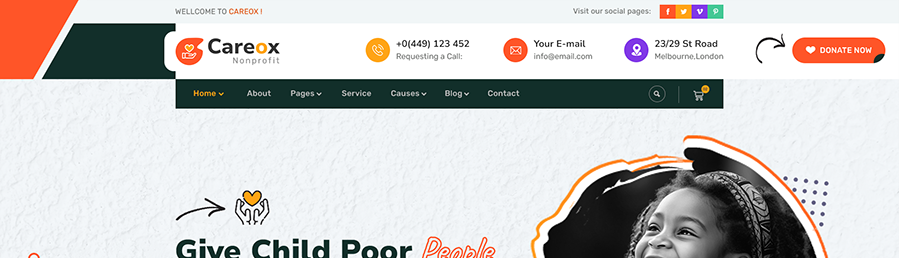 WELLCOME TO CAREOX !
Visit our social pages:
Careox
Nonprofit
+0(449) 123 452
Requesting a Call:
Your E-mail
info@email.com
23/29 St Road
Melbourne,London
DONATE NOW
Home
About
Pages
Service
Causes
Blog
Contact
Give Child Poor People